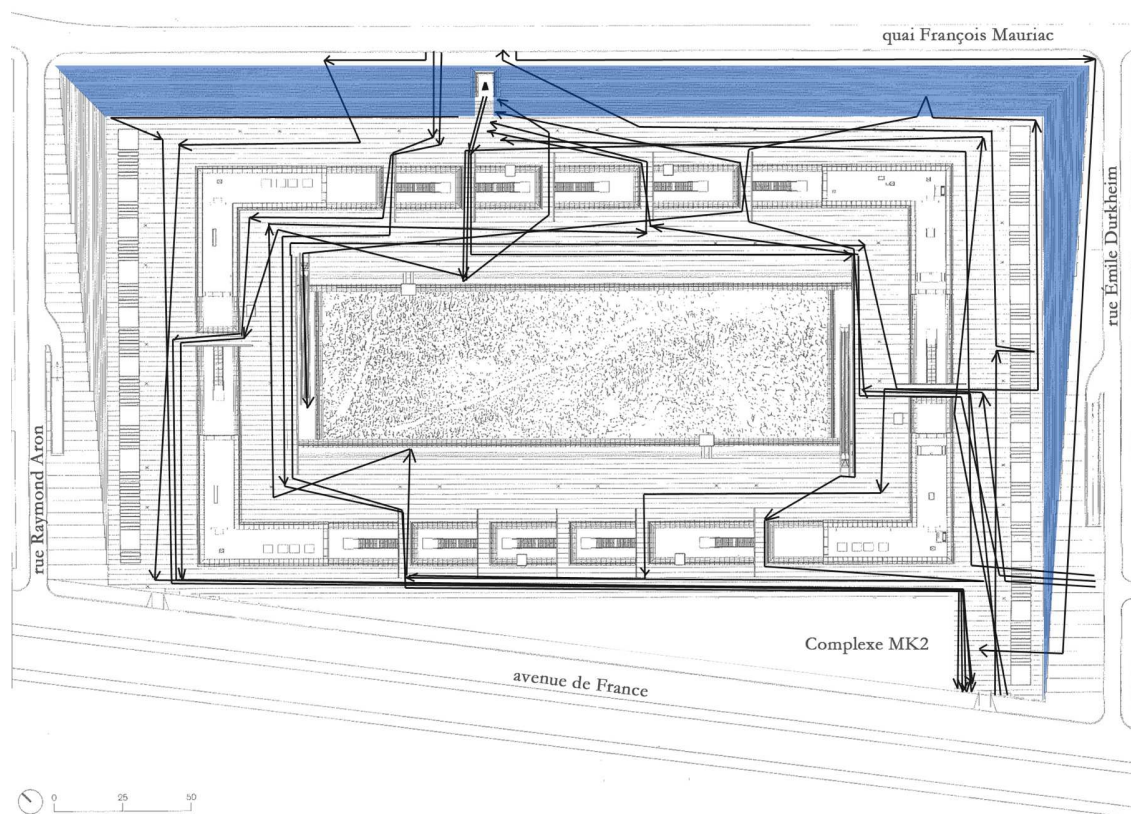 quai François Mauriac
rue Émile Durkheim
rue Raymond Aron
Complexe MK2
avenue de France
0 25 50